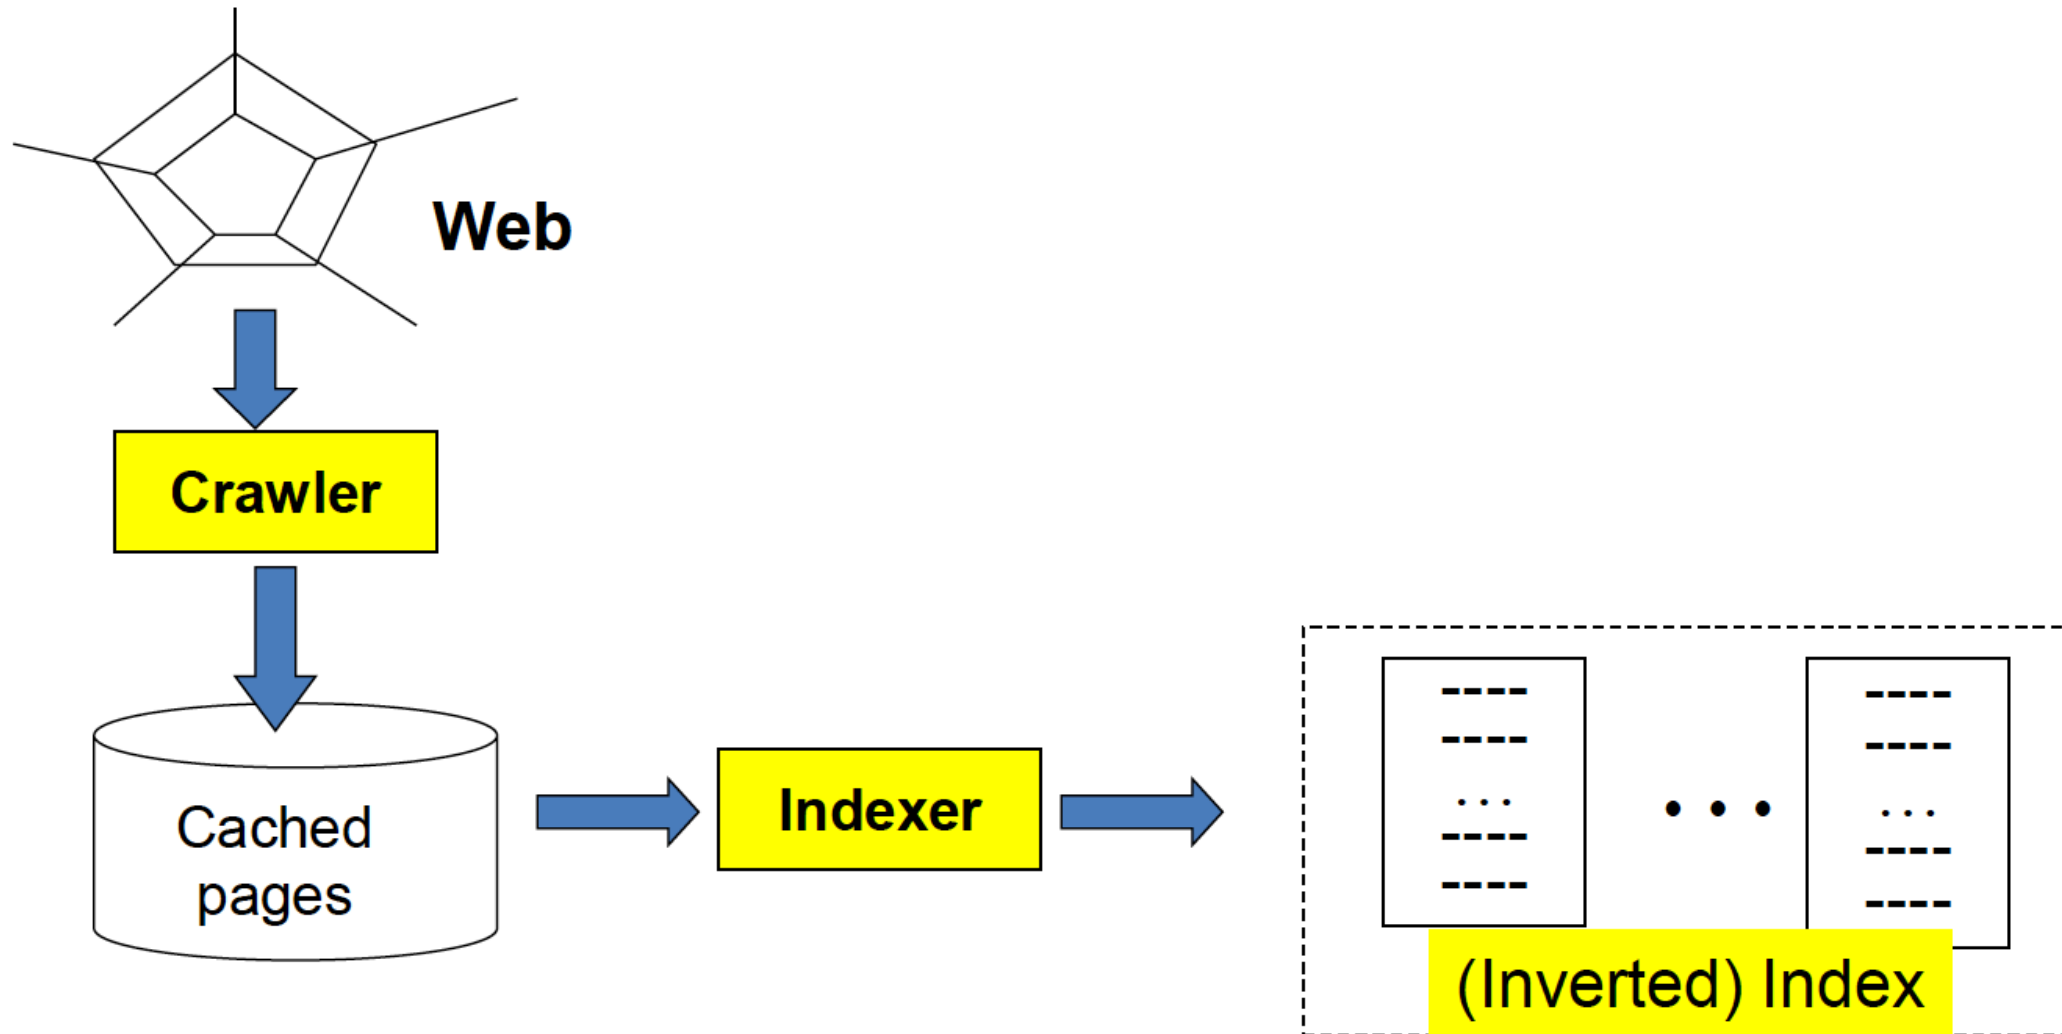 Web
Crawler
Cached
pages
Indexer
----
----
...
----
----
• • •
----
----
...
----
----
(Inverted) Index